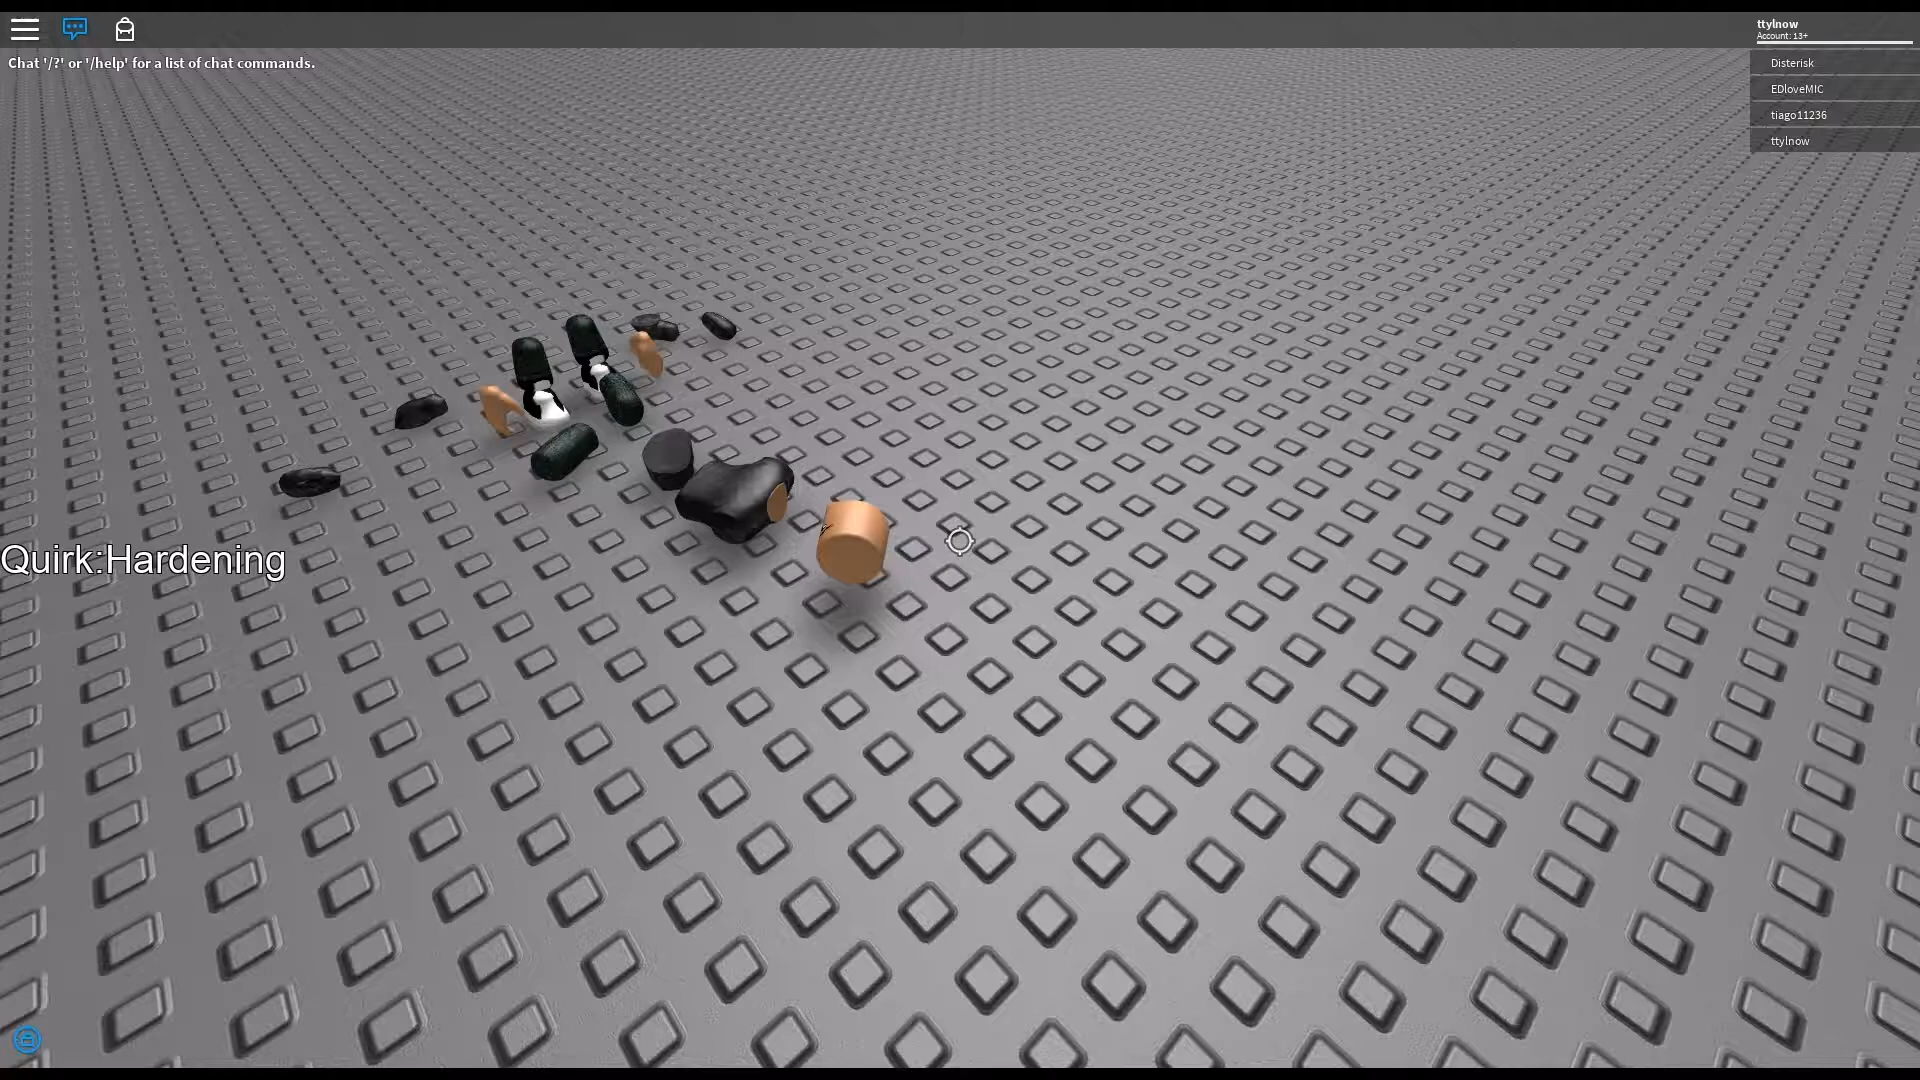 ttylnow
Account: 13+
Chat '/?' or '/help' for a list of chat commands.
Disterisk
EDloveMIC
tiago11236
ttylnow
Quirk:Hardening